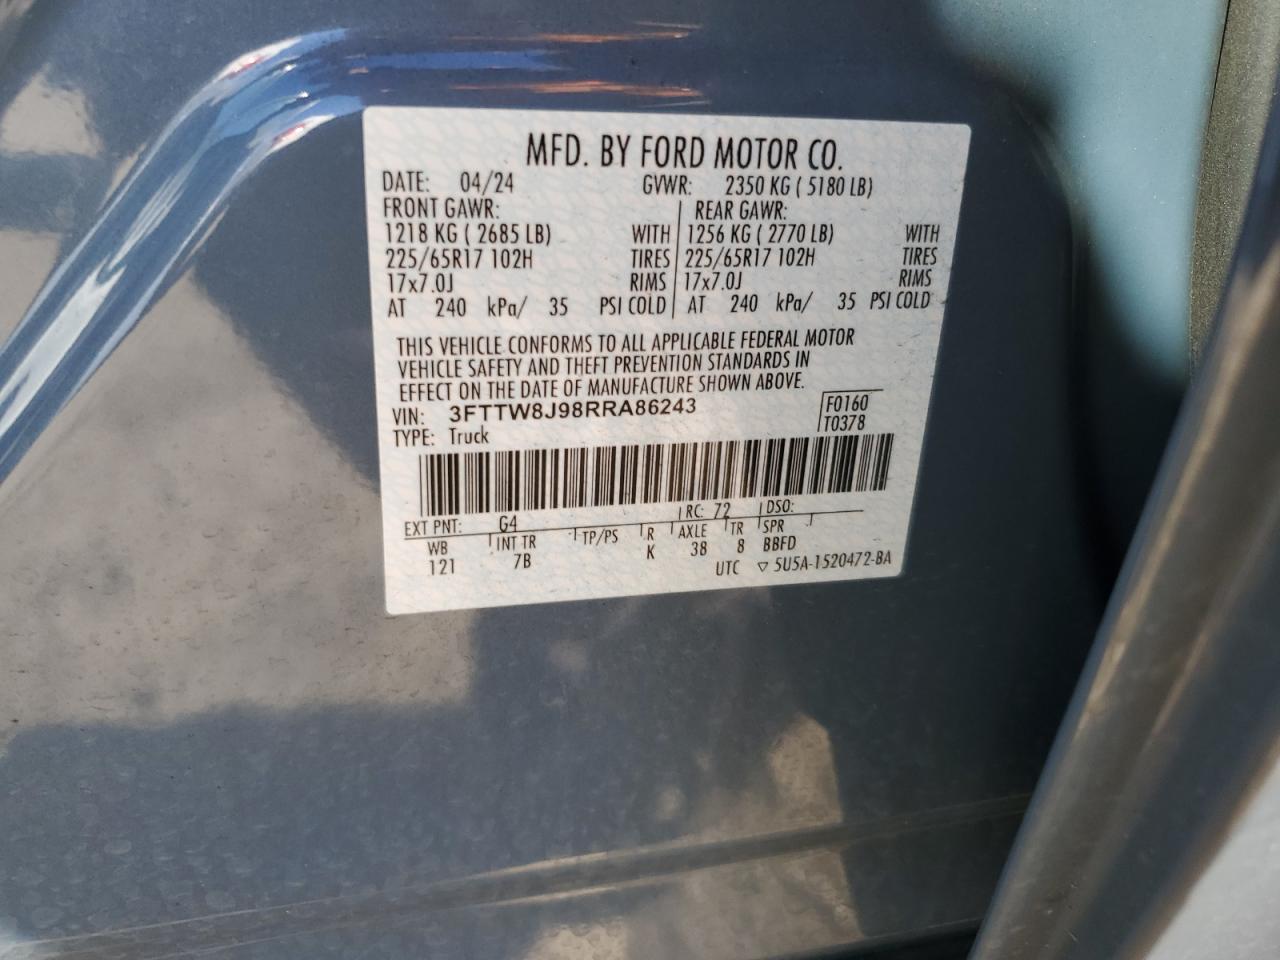 MFD. BY FORD MOTOR CO.
DATE: 04/24 GVWR: 2350 KG ( 5180 LB)
FRONT GAWR: REAR GAWR:
1218 KG ( 2685 LB) WITH 1256 KG ( 2770 LB) WITH
225/65R17 102H TIRES 225/65R17 102H TIRES
17x7.0J RIMS 17x7.0J RIMS
AT 240 kPa/ 35 PSI COLD AT 240 kPa/ 35 PSI COLD
THIS VEHICLE CONFORMS TO ALL APPLICABLE FEDERAL MOTOR
VEHICLE SAFETY AND THEFT PREVENTION STANDARDS IN
EFFECT ON THE DATE OF MANUFACTURE SHOWN ABOVE.
VIN: 3FTTW8J98RRA86243 F0160
TYPE: Truck T0378
EXT PNT: G4 RC: 72 DSO:
WB INT TR TP/PS R AXLE TR SPR
121 7B K 38 8 BBFD
UTC ▽ 5U5A-1520472-BA